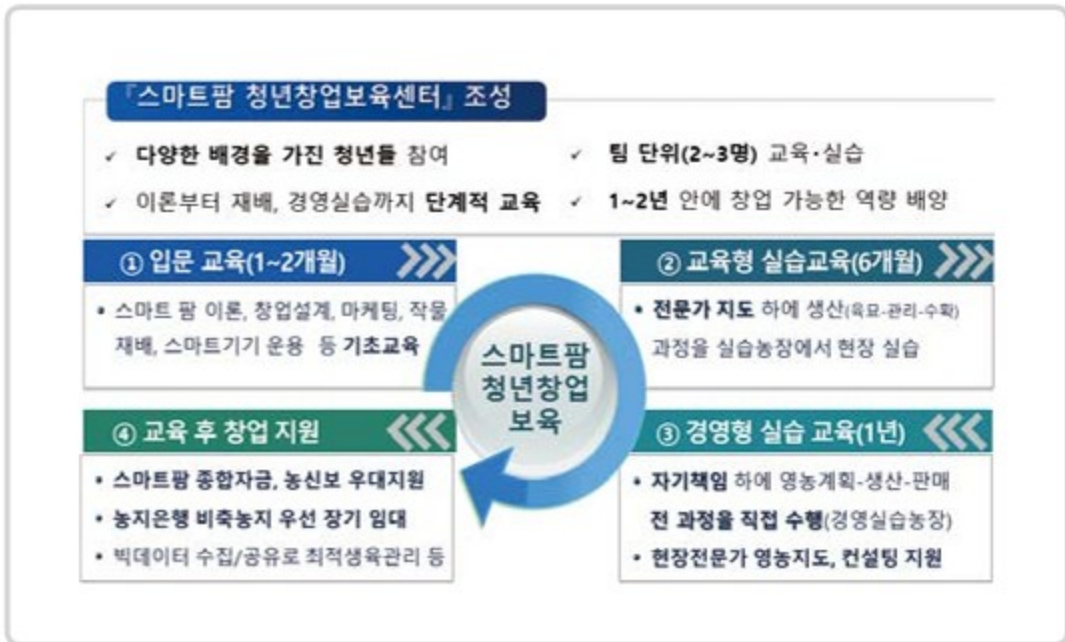 『스마트팜 청년창업보육센터』 조성
✓ 다양한 배경을 가진 청년들 참여
✓ 팀 단위(2~3명) 교육·실습
✓ 이론부터 재배, 경영실습까지 단계적 교육
✓ 1~2년 안에 창업 가능한 역량 배양
① 입문 교육(1~2개월)
• 스마트 팜 이론, 창업설계, 마케팅, 작물
재배, 스마트기기 운용 등 기초교육
② 교육형 실습교육(6개월)
• 전문가 지도 하에 생산(육묘-관리-수확)
과정을 실습농장에서 현장 실습
스마트팜
청년창업
보육
③ 경영형 실습 교육(1년)
• 자기책임 하에 영농계획-생산-판매
전 과정을 직접 수행(경영실습농장)
• 현장전문가 영농지도, 컨설팅 지원
④ 교육 후 창업 지원
• 스마트팜 종합자금, 농신보 우대지원
• 농지은행 비축농지 우선 장기 임대
• 빅데이터 수집/공유로 최적생육관리 등